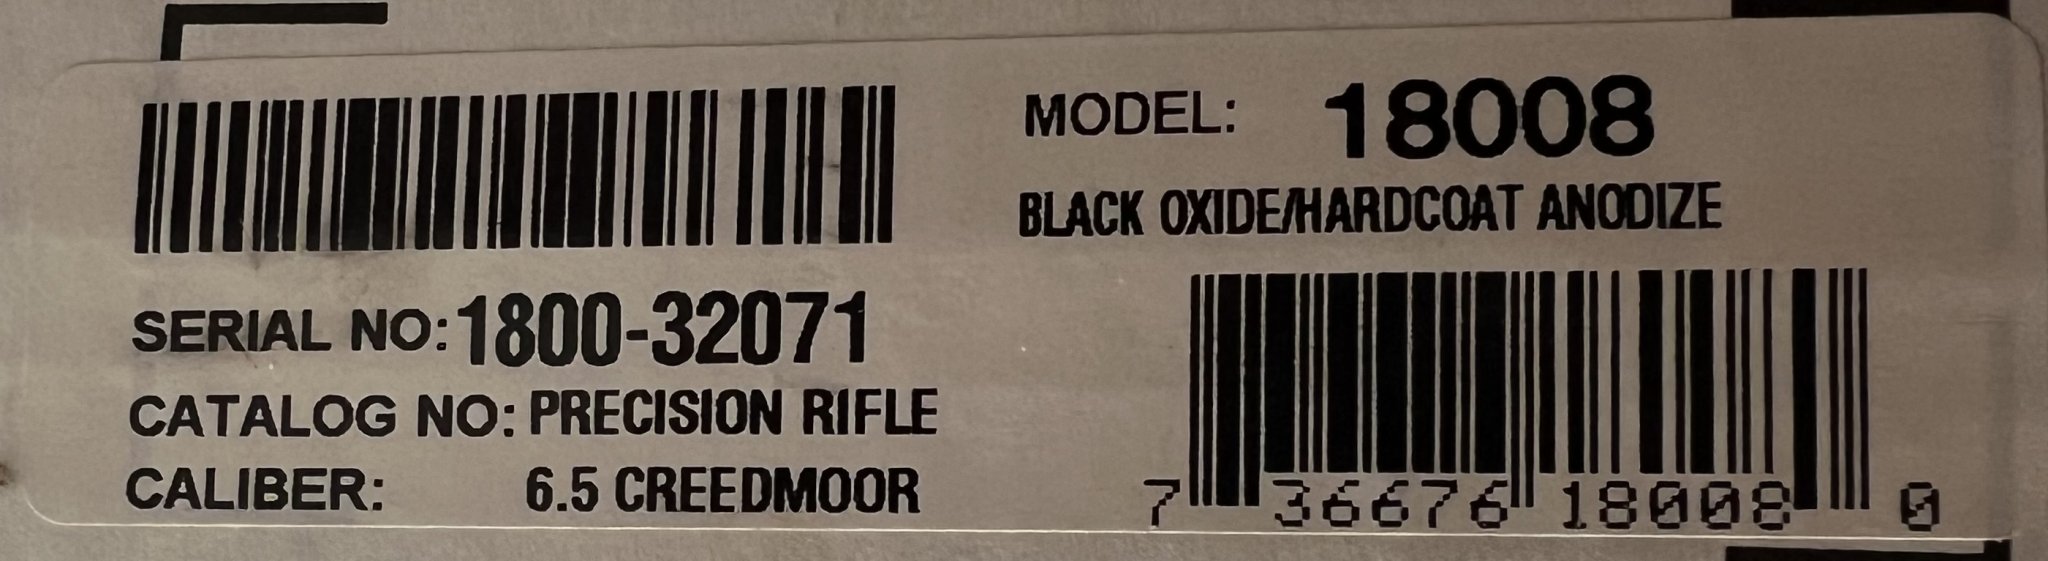 MODEL: 18008
BLACK OXIDE/HARDCOAT ANODIZE
SERIAL NO: 1800-32071
CATALOG NO: PRECISION RIFLE
CALIBER: 6.5 CREEDMOOR
7 36676 18008 0